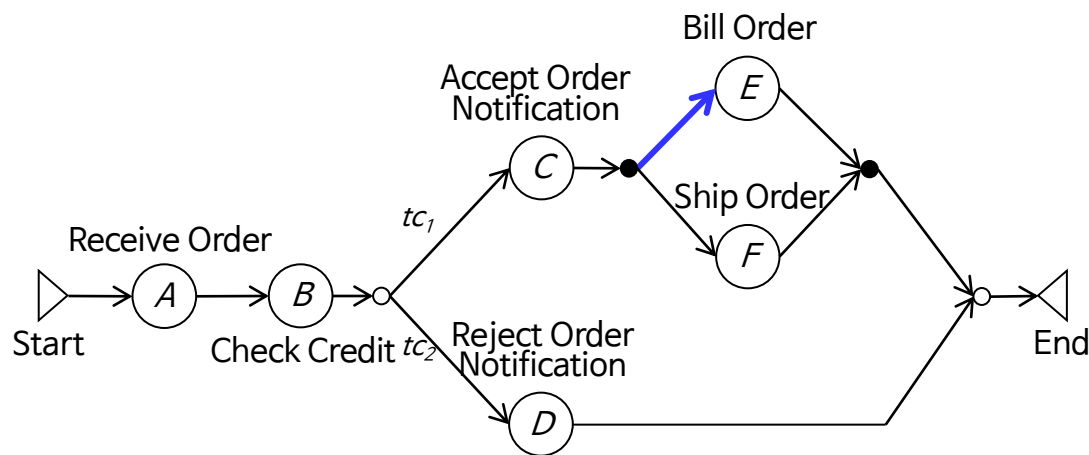 Bill Order
E
Accept Order
Notification
C
Ship Order
F
tc1
Receive Order
Start
A
B
Check Credit
tc2
Reject Order
Notification
D
End